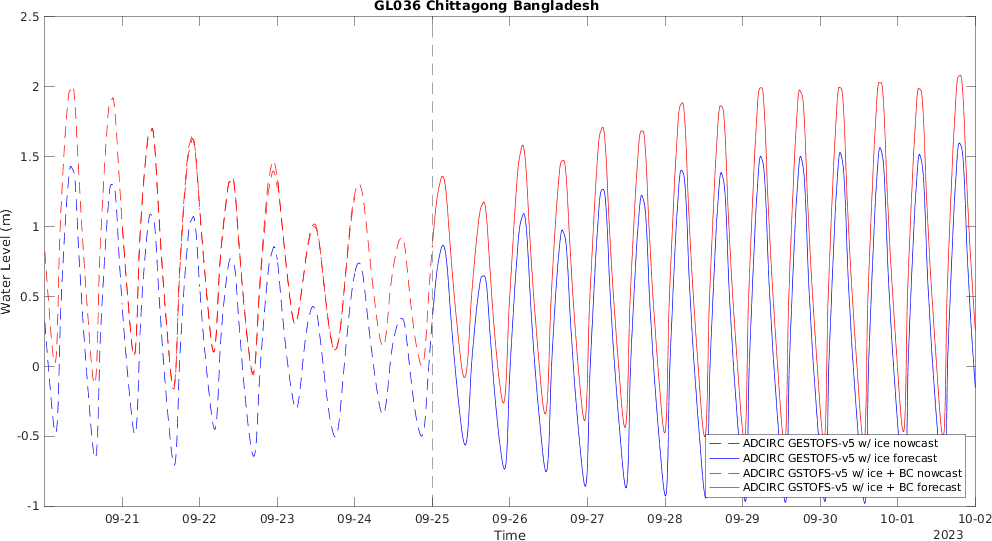 GL036 Chittagong Bangladesh
2.5
2
1.5
1
0.5
0
-0.5
-1
Water Level (m)
ADCIRC GESTOFS-v5 w/ ice nowcast
ADCIRC GESTOFS-v5 w/ ice forecast
ADCIRC GSTOFS-v5 w/ ice + BC nowcast
ADCIRC GSTOFS-v5 w/ ice + BC forecast
09-21 09-22 09-23 09-24 09-25 09-26 09-27 09-28 09-29 09-30 10-01 10-02
Time
2023